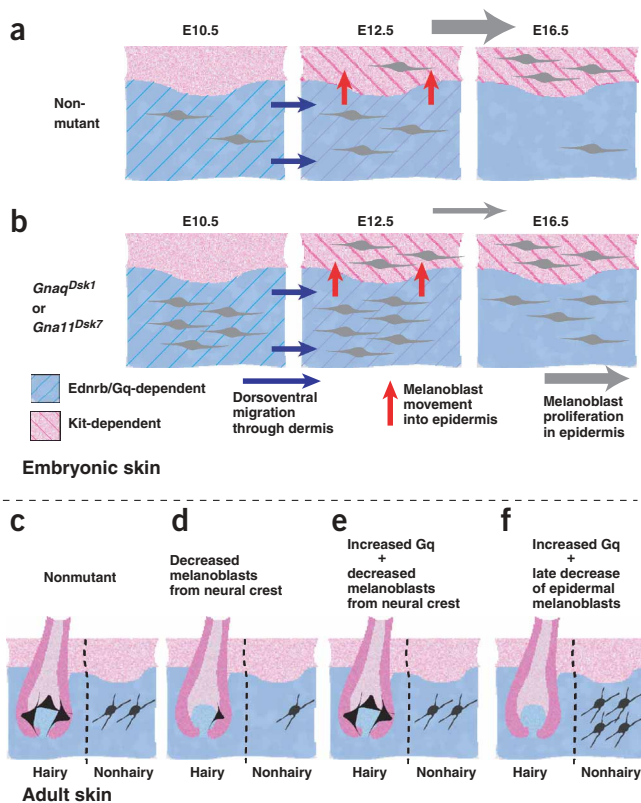 a
E10.5
E12.5
E16.5
Non-
mutant
b
E10.5
E12.5
E16.5
Gnaq^Dsk1
or
Gna11^Dsk7
Ednrb/Gq-dependent
Kit-dependent
Dorsoventral
migration
through dermis
Melanoblast
movement
into epidermis
Melanoblast
proliferation
in epidermis
Embryonic skin
c
Nonmutant
d
Decreased
melanoblasts
from neural crest
e
Increased Gq
+
decreased
melanoblasts
from neural crest
f
Increased Gq
+
late decrease
of epidermal
melanoblasts
Hairy Nonhairy Hairy Nonhairy Hairy Nonhairy Hairy Nonhairy
Adult skin